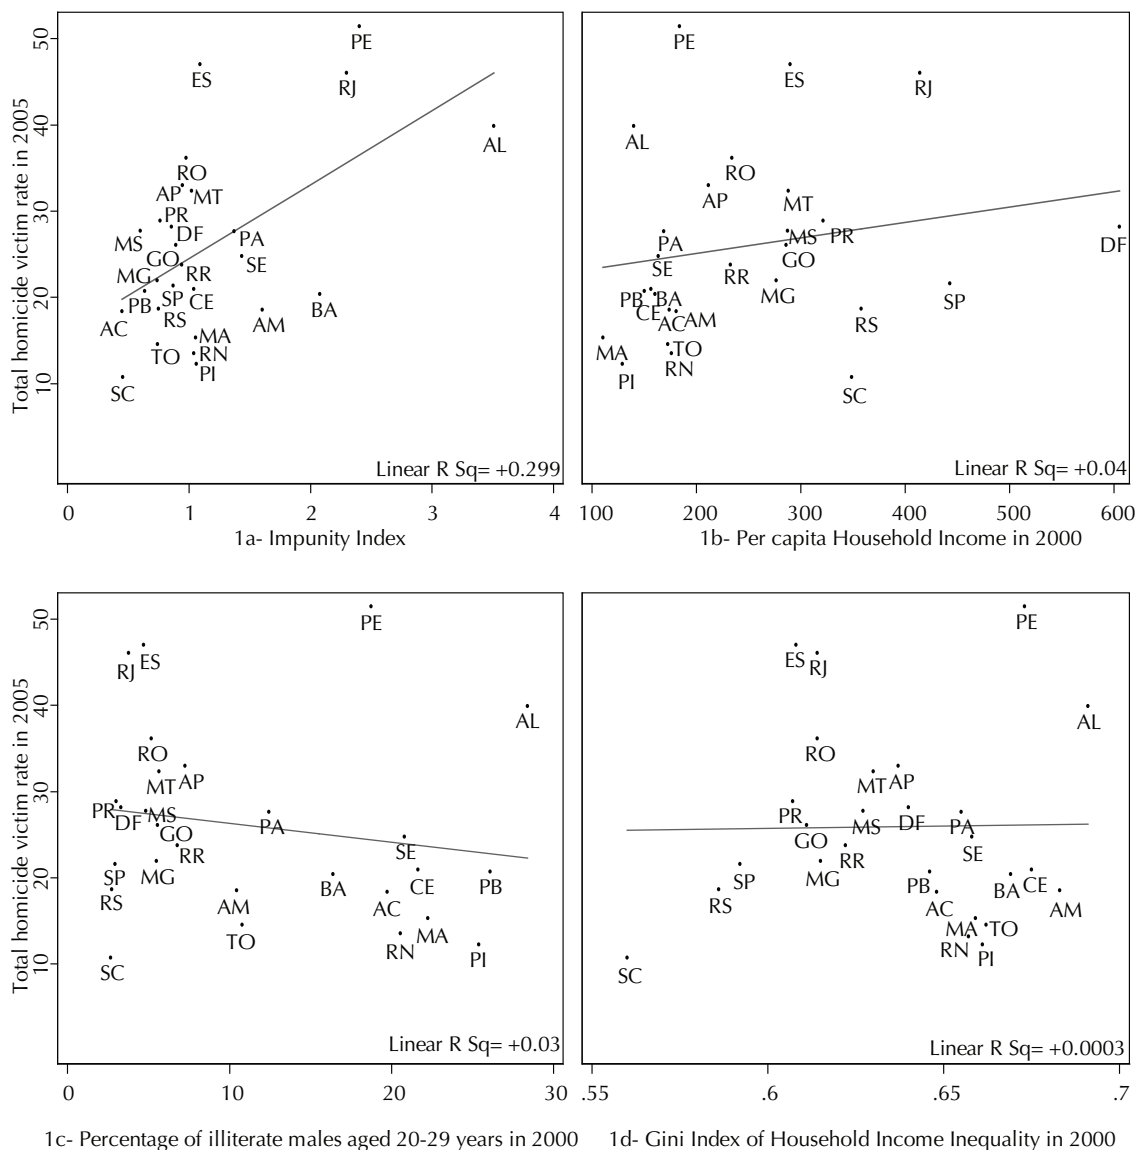 Total homicide victim rate in 2005
50
40
30
20
10
PE
ES
RJ
AL
RO
AP
MT
PR
DF
MS
PA
GO
SE
MG
RR
SP
CE
PB
BA
RS
AM
AC
MA
TO
RN
PI
SC
Linear R Sq= +0.299
0 1 2 3 4
1a- Impunity Index
PE
ES
RJ
AL
RO
AP
MT
PA
MS
PR
DF
SE
GO
RR
MG
PB
BA
SP
CE
AC
AM
RS
MA
TO
RN
PI
SC
Linear R Sq= +0.04
100 200 300 400 500 600
1b- Per capita Household Income in 2000
Total homicide victim rate in 2005
50
40
30
20
10
PE
RJ
ES
AL
RO
MT
AP
PR
MS
DF
PA
GO
RR
SE
SP
MG
BA
CE
PB
RS
AM
AC
TO
MA
RN
PI
SC
Linear R Sq= +0.03
0 10 20 30
1c- Percentage of illiterate males aged 20-29 years in 2000
PE
ES
RJ
AL
RO
MT
AP
PR
MS
DF
PA
GO
RR
SE
SP
MG
PB
BA
CE
RS
AC
AM
MA
TO
RN
PI
SC
Linear R Sq= +0.0003
.55 .6 .65 .7
1d- Gini Index of Household Income Inequality in 2000